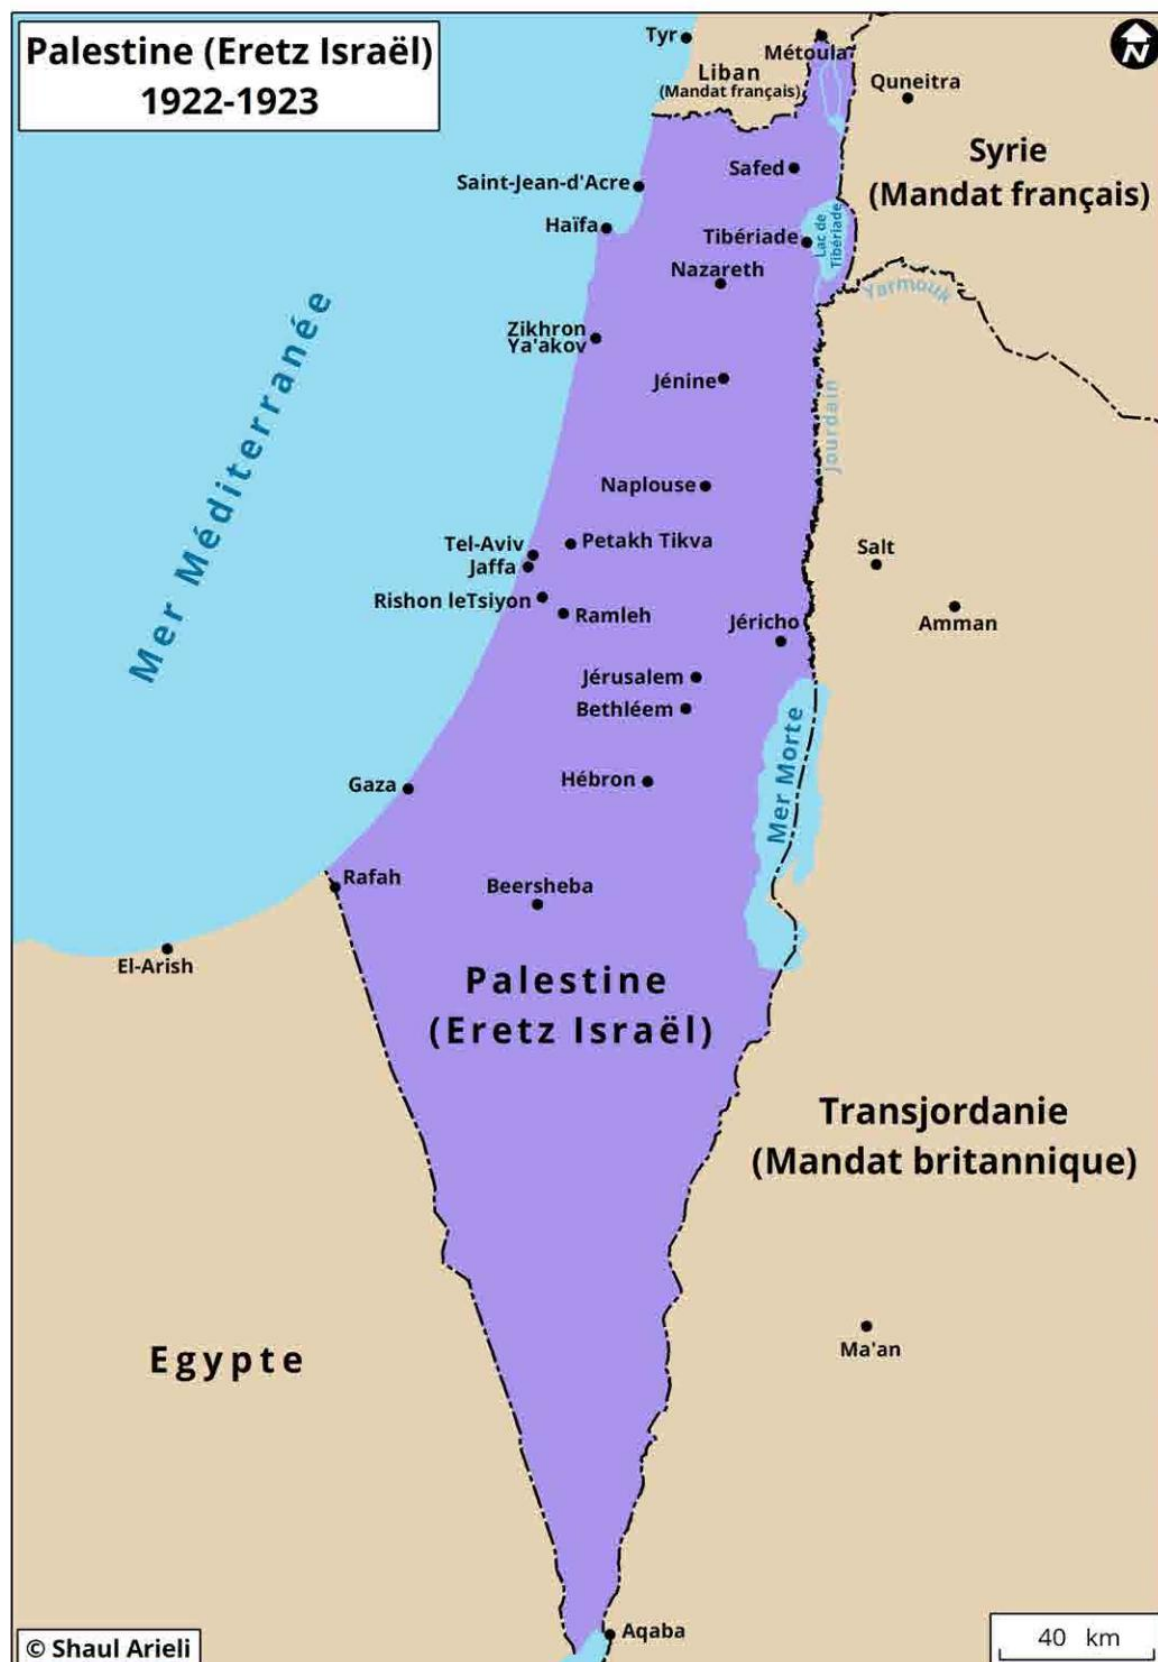 Palestine (Eretz Israël)
1922-1923
Tyr
Métoula
N
Liban
(Mandat français)
Quneitra
Syrie
(Mandat français)
Safed
Saint-Jean-d'Acre
Haïfa
Tibériade
Lac de
Tibériade
Nazareth
Yarmouk
Mer Méditerranée
Zikhron
Ya'akov
Jénine
Jourdain
Naplouse
Tel-Aviv
Petakh Tikva
Jaffa
Salt
Rishon leTsiyon
Ramleh
Jéricho
Amman
Jérusalem
Bethléem
Mer Morte
Hébron
Gaza
Rafah
Beersheba
El-Arish
Palestine
(Eretz Israël)
Transjordanie
(Mandat britannique)
Egypte
Ma'an
Aqaba
© Shaul Arieli
40 km